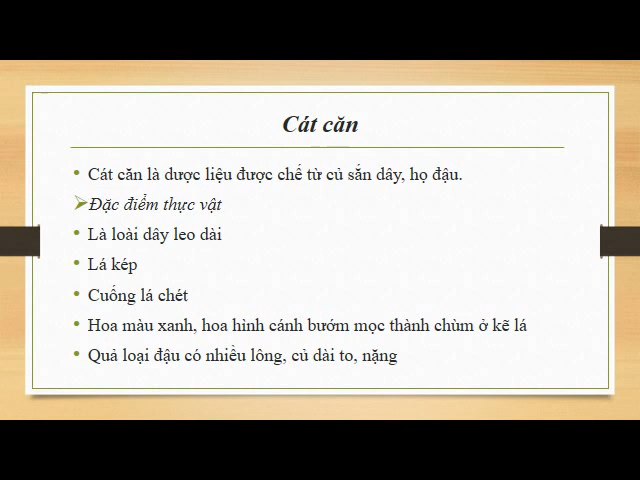 Cát căn
Cát căn là dược liệu được chế từ củ sắn dây, họ đậu.
Đặc điểm thực vật
Là loài dây leo dài
Lá kép
Cuống lá chét
Hoa màu xanh, hoa hình cánh bướm mọc thành chùm ở kẽ lá
Quả loại đậu có nhiều lông, củ dài to, nặng